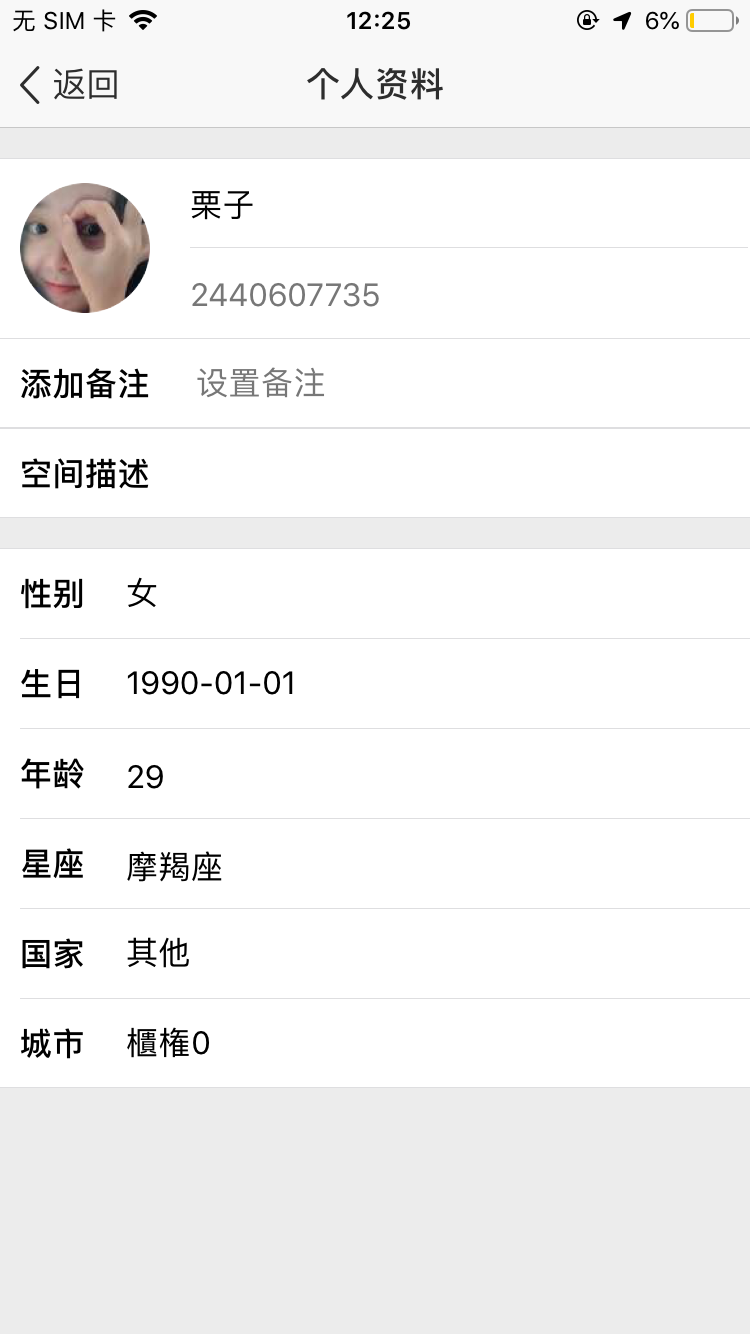 无 SIM 卡 12:25 6%
返回 个人资料
栗子
2440607735
添加备注 设置备注
空间描述
性别 女
生日 1990-01-01
年龄 29
星座 摩羯座
国家 其他
城市 櫃権0